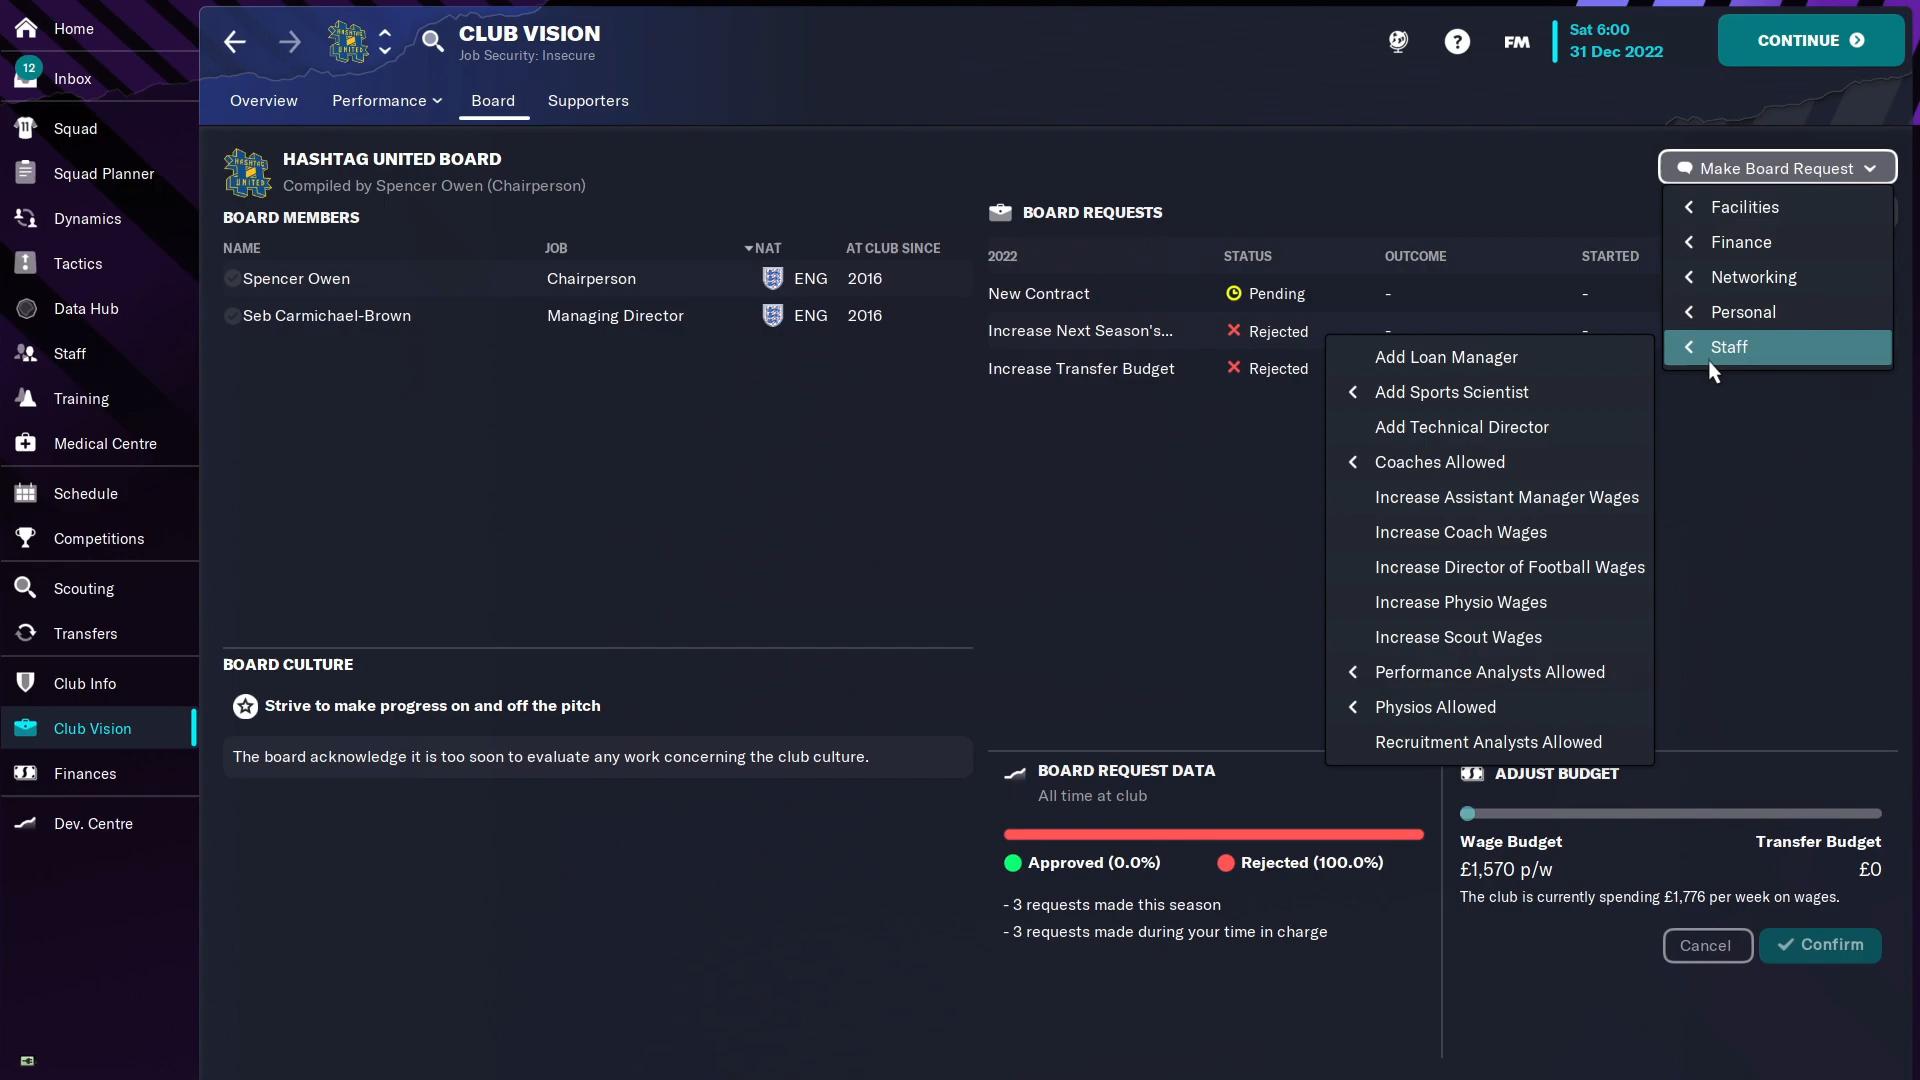 Home
12
Inbox
Squad
Squad Planner
Dynamics
Tactics
Data Hub
Staff
Training
Medical Centre
Schedule
Competitions
Scouting
Transfers
Club Info
Club Vision
Finances
Dev. Centre
HASHTAG UNITED
CLUB VISION
Job Security: Insecure
FM
Sat 6:00
31 Dec 2022
CONTINUE
Overview
Performance
Board
Supporters
HASHTAG UNITED
HASHTAG UNITED BOARD
Compiled by Spencer Owen (Chairperson)
Make Board Request
Facilities
Finance
Networking
Personal
Staff
BOARD MEMBERS
NAME JOB NAT AT CLUB SINCE
Spencer Owen Chairperson ENG 2016
Seb Carmichael-Brown Managing Director ENG 2016
BOARD REQUESTS
2022 STATUS OUTCOME STARTED
New Contract Pending - -
Increase Next Season's... Rejected - -
Increase Transfer Budget Rejected
Add Loan Manager
Add Sports Scientist
Add Technical Director
Coaches Allowed
Increase Assistant Manager Wages
Increase Coach Wages
Increase Director of Football Wages
Increase Physio Wages
Increase Scout Wages
Performance Analysts Allowed
Physios Allowed
Recruitment Analysts Allowed
BOARD CULTURE
Strive to make progress on and off the pitch
The board acknowledge it is too soon to evaluate any work concerning the club culture.
BOARD REQUEST DATA
All time at club
Approved (0.0%) Rejected (100.0%)
- 3 requests made this season
- 3 requests made during your time in charge
ADJUST BUDGET
Wage Budget Transfer Budget
£1,570 p/w £0
The club is currently spending £1,776 per week on wages.
Cancel
Confirm